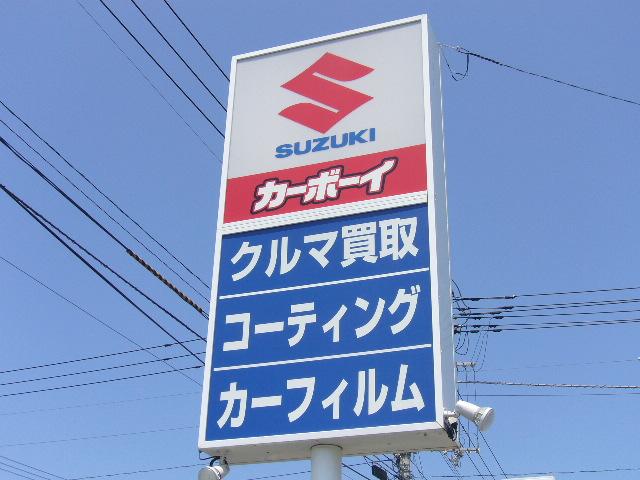 SUZUKI
カーボーイ
クルマ買取
コーティング
カーフィルム